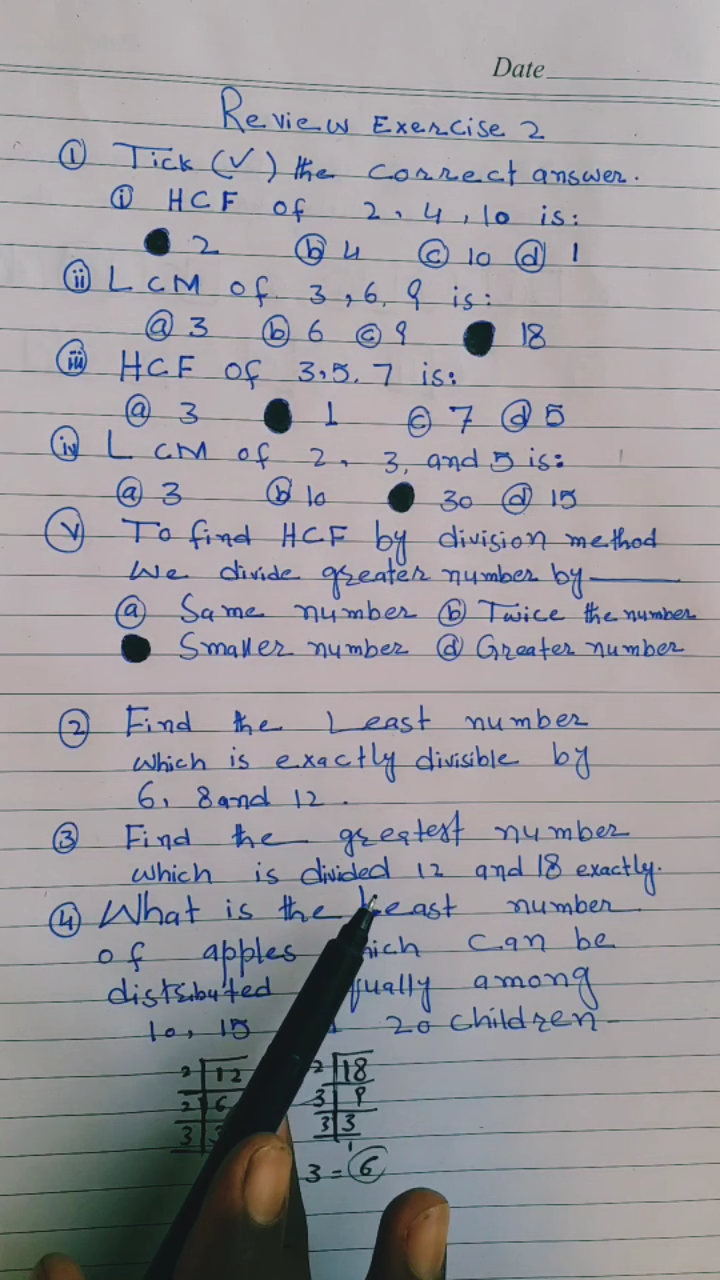 Date
Review Exercise 2
① Tick (✓) the correct answer.
① HCF of 2, 4, 10 is:
2 ⓑ 4 ⓒ 10 ⓓ 1
ⅱ LCM of 3, 6, 9 is:
ⓐ 3 ⓑ 6 ⓒ 9 18
ⅲ HCF of 3, 5, 7 is:
ⓐ 3 1 ⓒ 7 ⓓ 5
ⅳ LCM of 2, 3, and 5 is:
ⓐ 3 ⓑ 10 30 ⓓ 15
ⅴ To find HCF by division method
We divide greater number by ______
ⓐ Same number ⓑ Twice the number
Smaller number ⓓ Greater number
② Find the Least number
which is exactly divisible by
6, 8 and 12.
③ Find the greatest number
which is divided 12 and 18 exactly.
④ What is the Least number
of apples can be
distributed among
10, 15 20 children
2 12 2 18
2 6 3 9
3 3 3
1
3 = 6